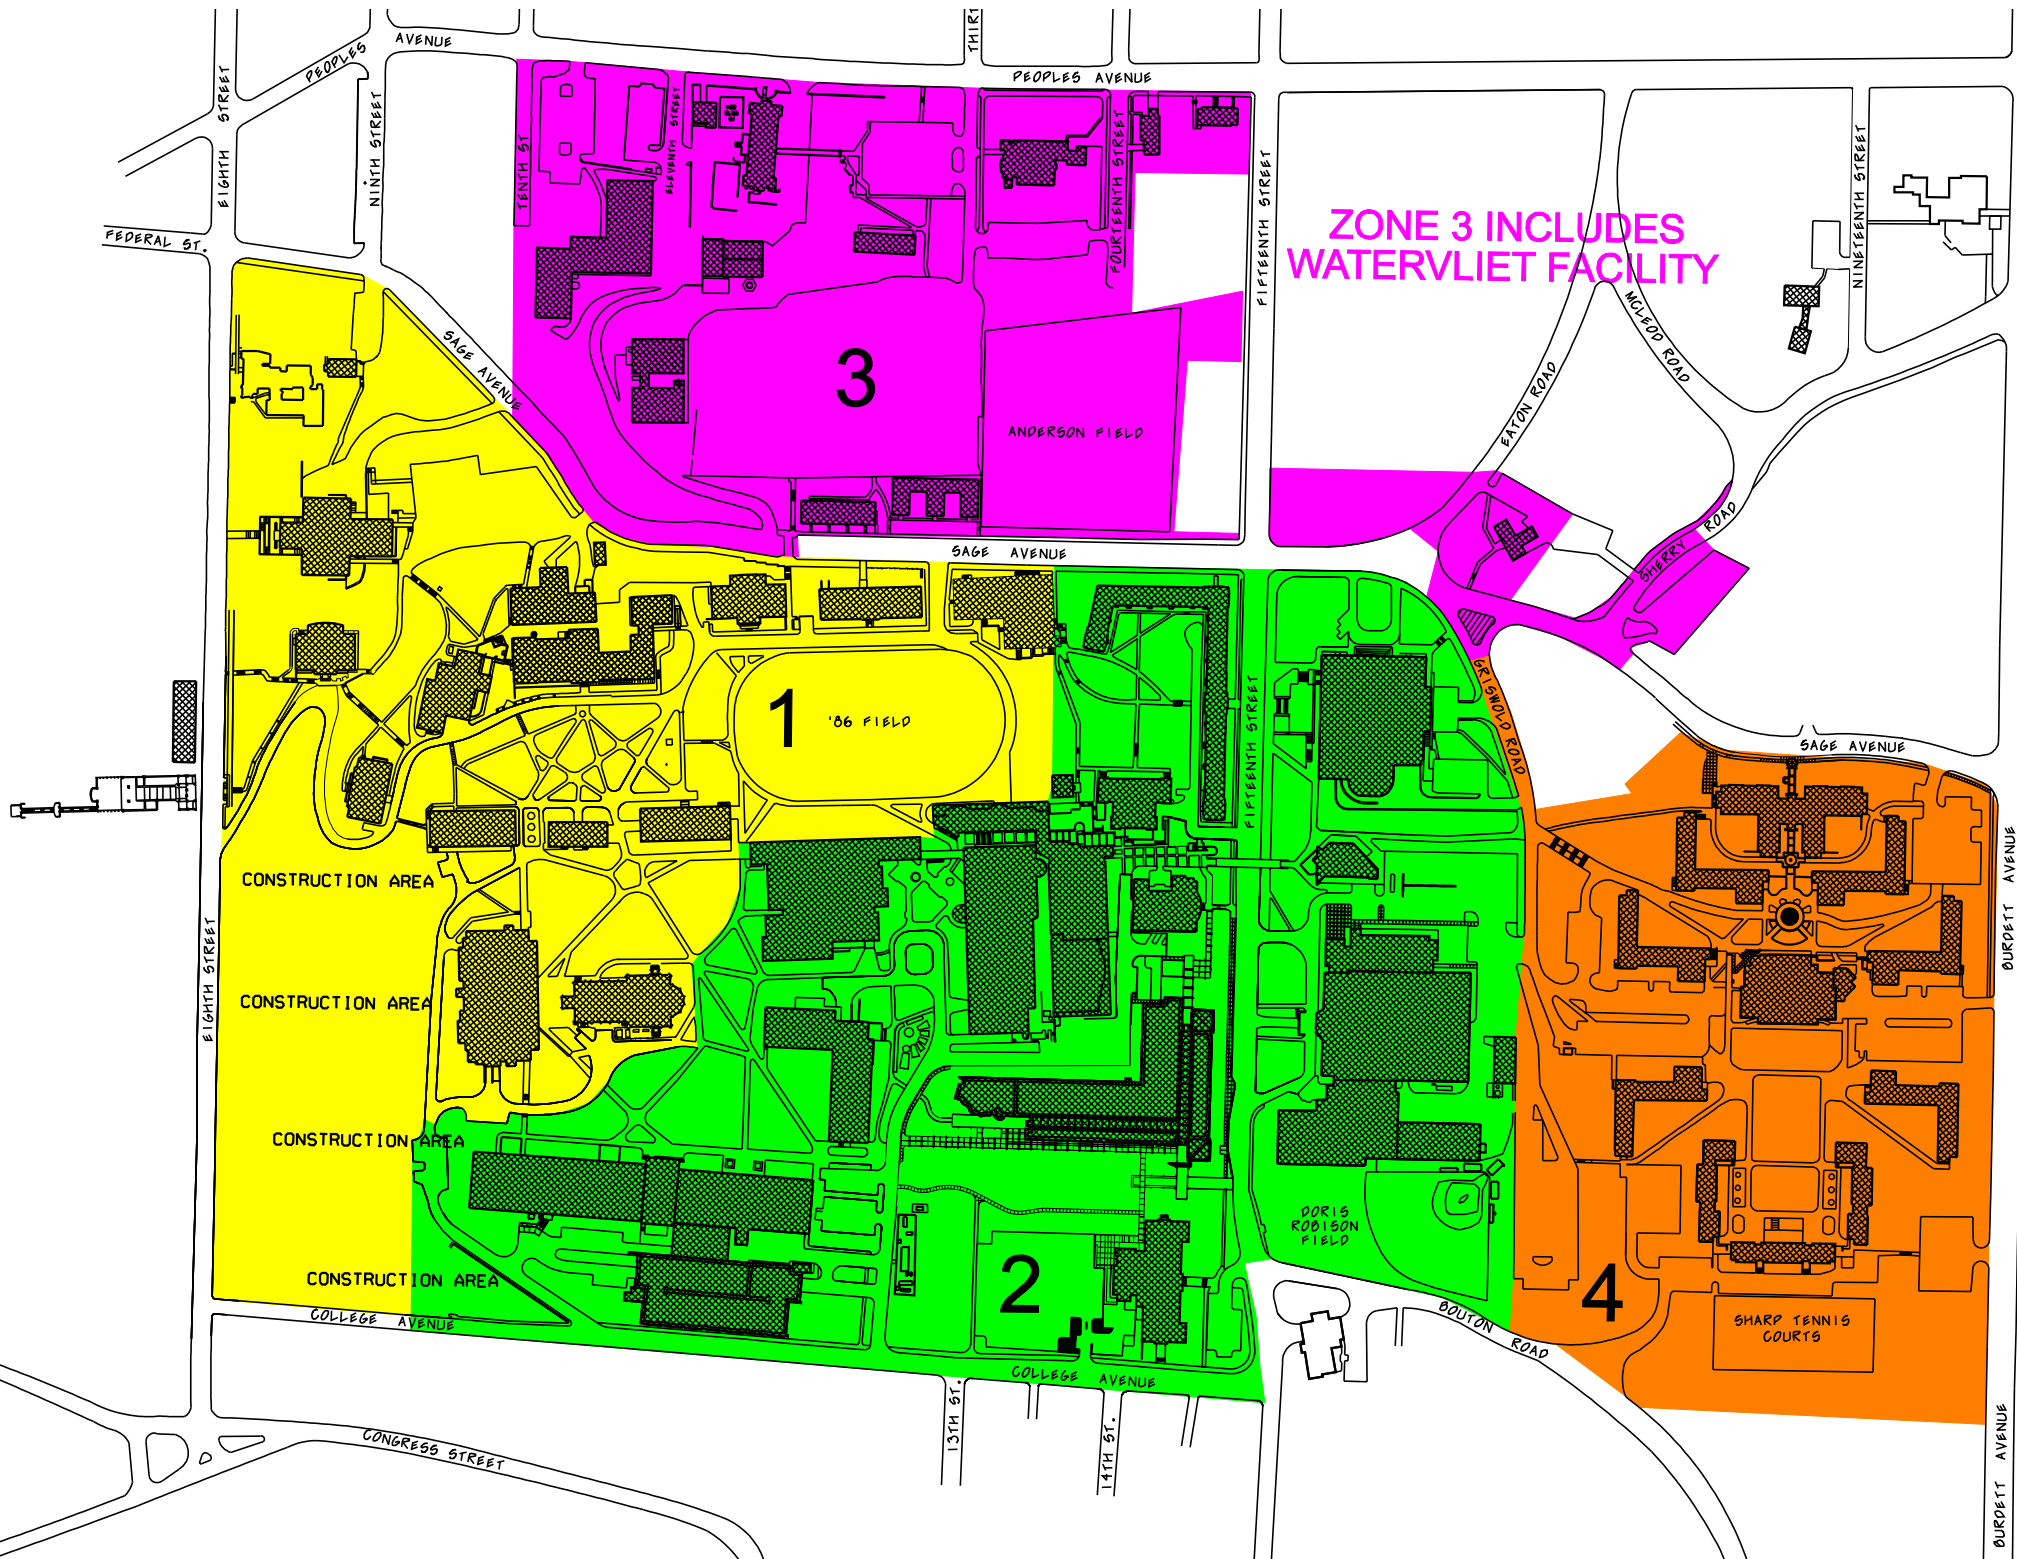 PEOPLES AVENUE
THIRT
PEOPLES AVENUE
EIGHTH STREET
NINTH STREET
TENTH ST
ELEVENTH STREET
FOURTEENTH STREET
FIFTEENTH STREET
NINETEENTH STREET
FEDERAL ST.
ZONE 3 INCLUDES
WATERVLIET FACILITY
SAGE AVENUE
3
ANDERSON FIELD
EATON ROAD
MCLEOD ROAD
SHERRY ROAD
SAGE AVENUE
1
'86 FIELD
FIFTEENTH STREET
GRISWOLD ROAD
SAGE AVENUE
BURDETT AVENUE
CONSTRUCTION AREA
EIGHTH STREET
CONSTRUCTION AREA
CONSTRUCTION AREA
CONSTRUCTION AREA
DORIS
ROBISON
FIELD
2
4
BOUTON ROAD
SHARP TENNIS
COURTS
COLLEGE AVENUE
COLLEGE AVENUE
13TH ST.
14TH ST.
CONGRESS STREET
BURDETT AVENUE